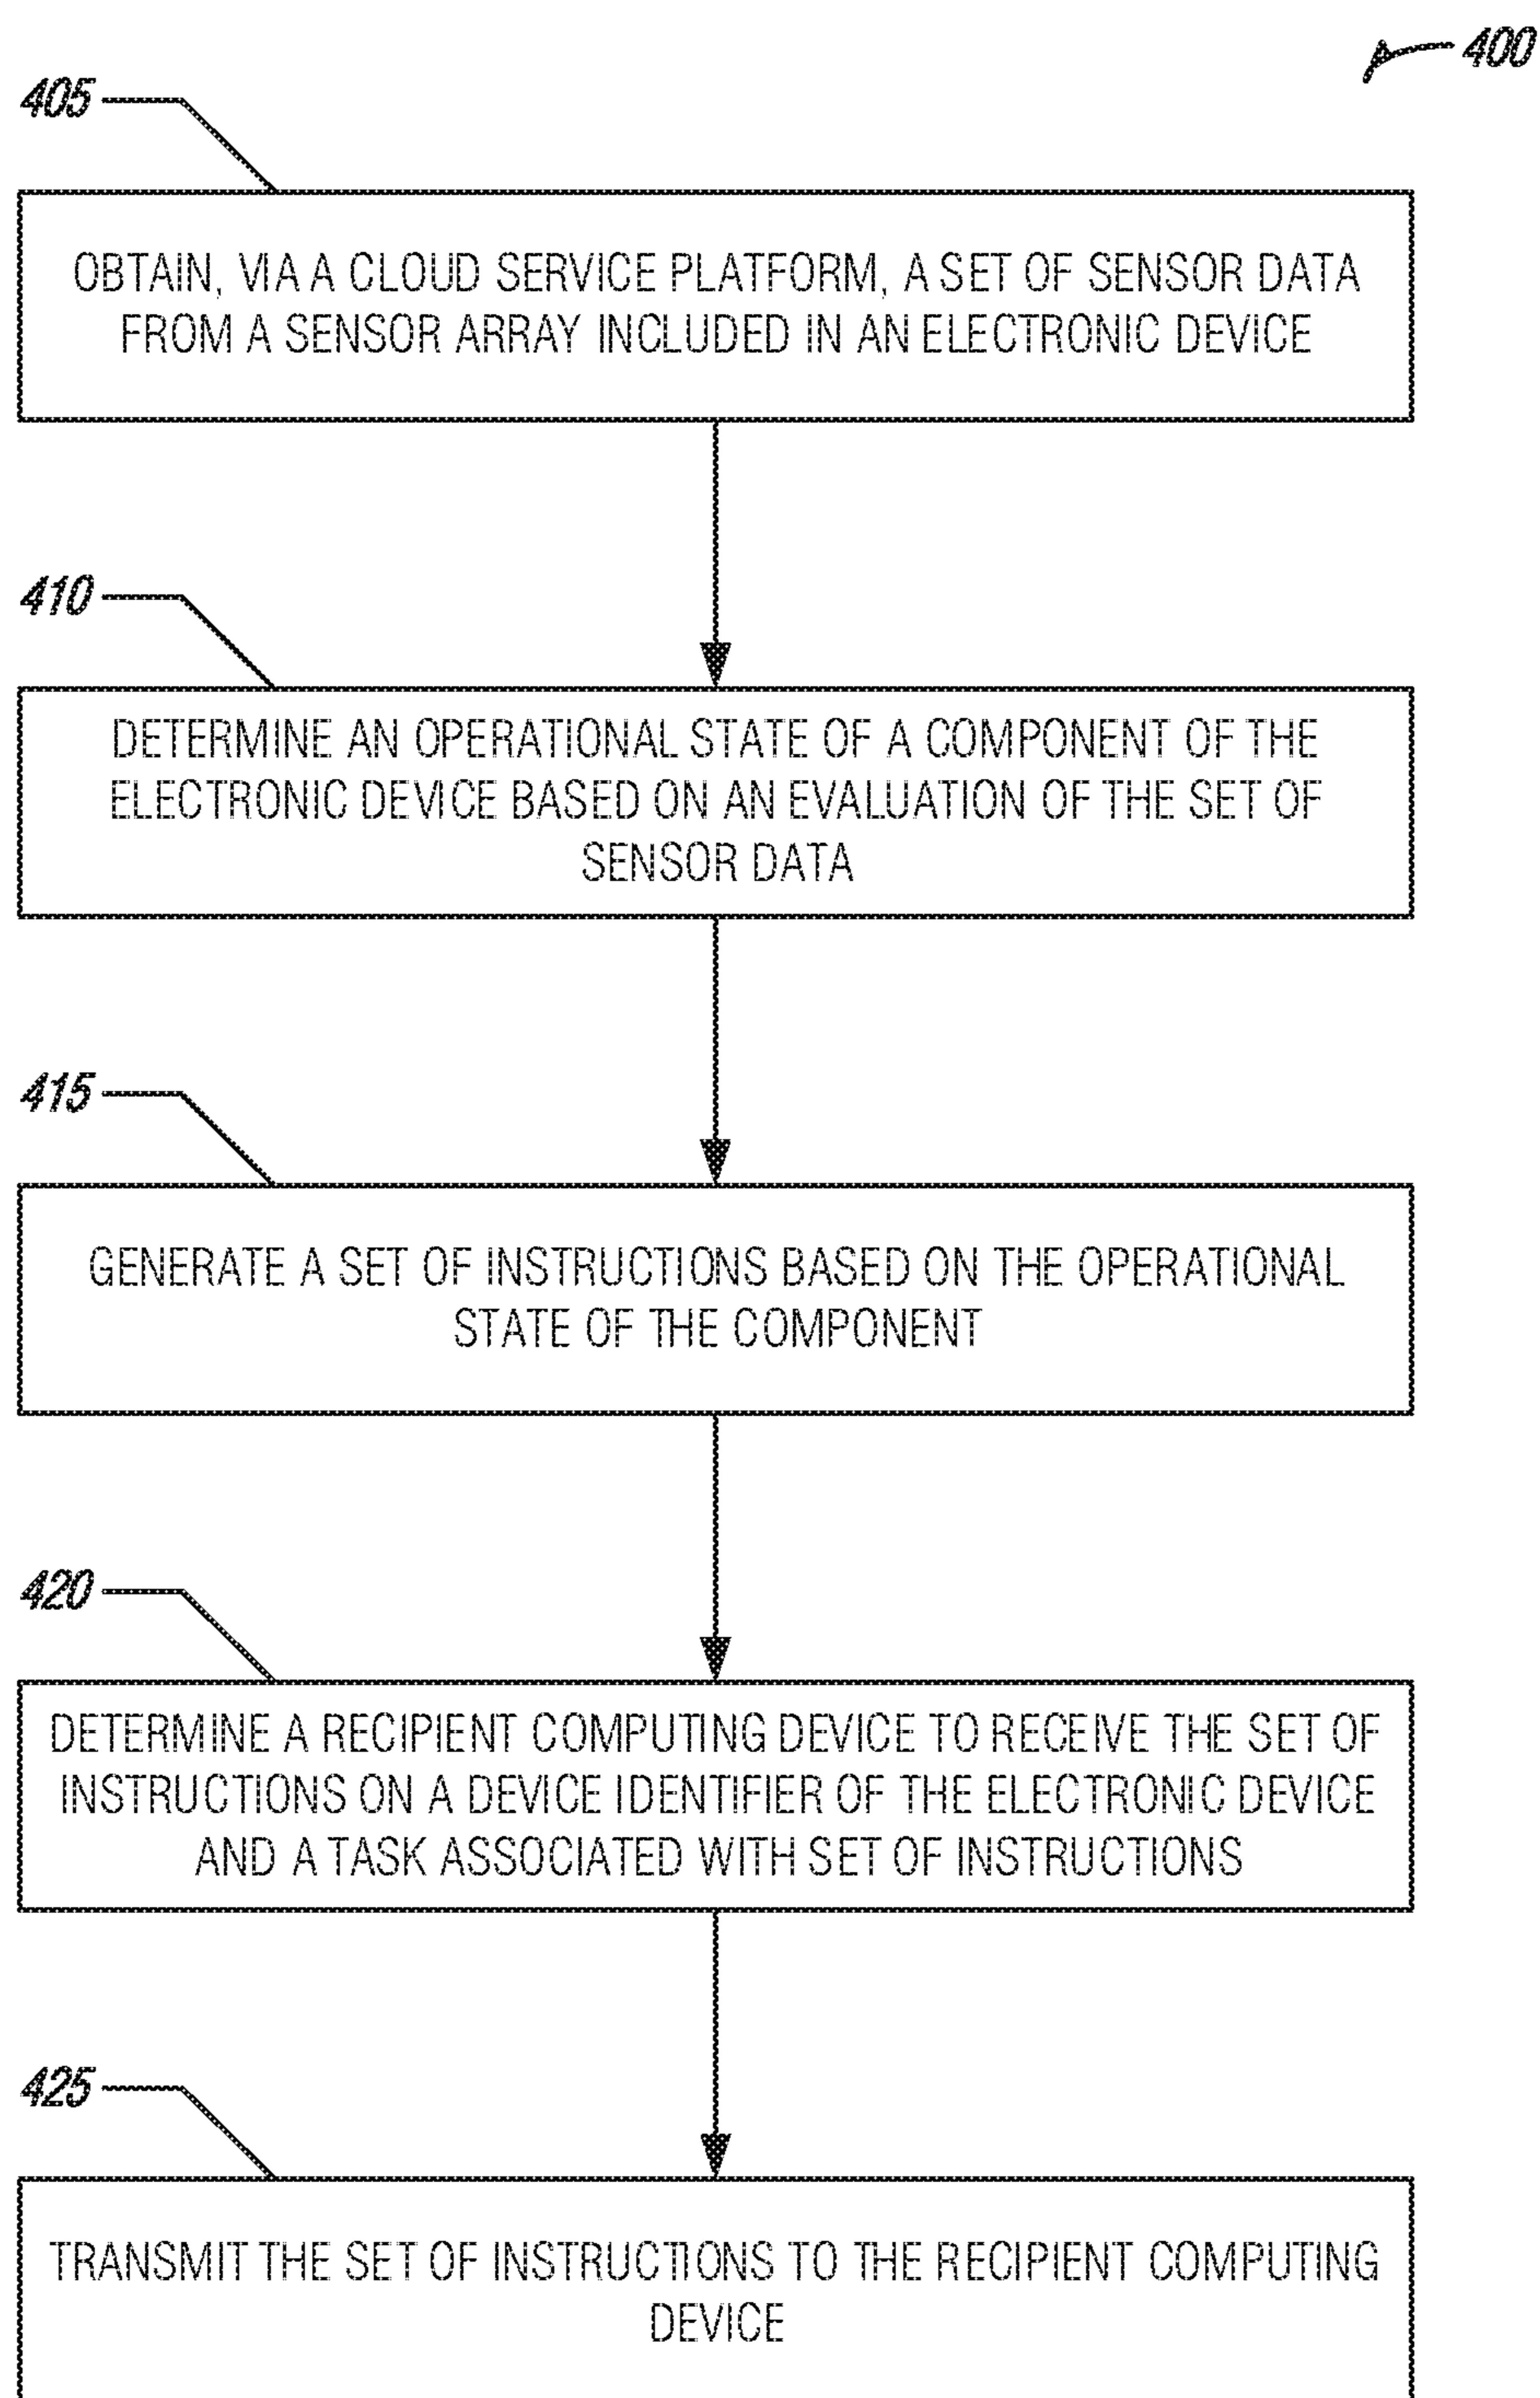 400
405
OBTAIN, VIA A CLOUD SERVICE PLATFORM, A SET OF SENSOR DATA
FROM A SENSOR ARRAY INCLUDED IN AN ELECTRONIC DEVICE
410
DETERMINE AN OPERATIONAL STATE OF A COMPONENT OF THE
ELECTRONIC DEVICE BASED ON AN EVALUATION OF THE SET OF
SENSOR DATA
415
GENERATE A SET OF INSTRUCTIONS BASED ON THE OPERATIONAL
STATE OF THE COMPONENT
420
DETERMINE A RECIPIENT COMPUTING DEVICE TO RECEIVE THE SET OF
INSTRUCTIONS ON A DEVICE IDENTIFIER OF THE ELECTRONIC DEVICE
AND A TASK ASSOCIATED WITH SET OF INSTRUCTIONS
425
TRANSMIT THE SET OF INSTRUCTIONS TO THE RECIPIENT COMPUTING
DEVICE